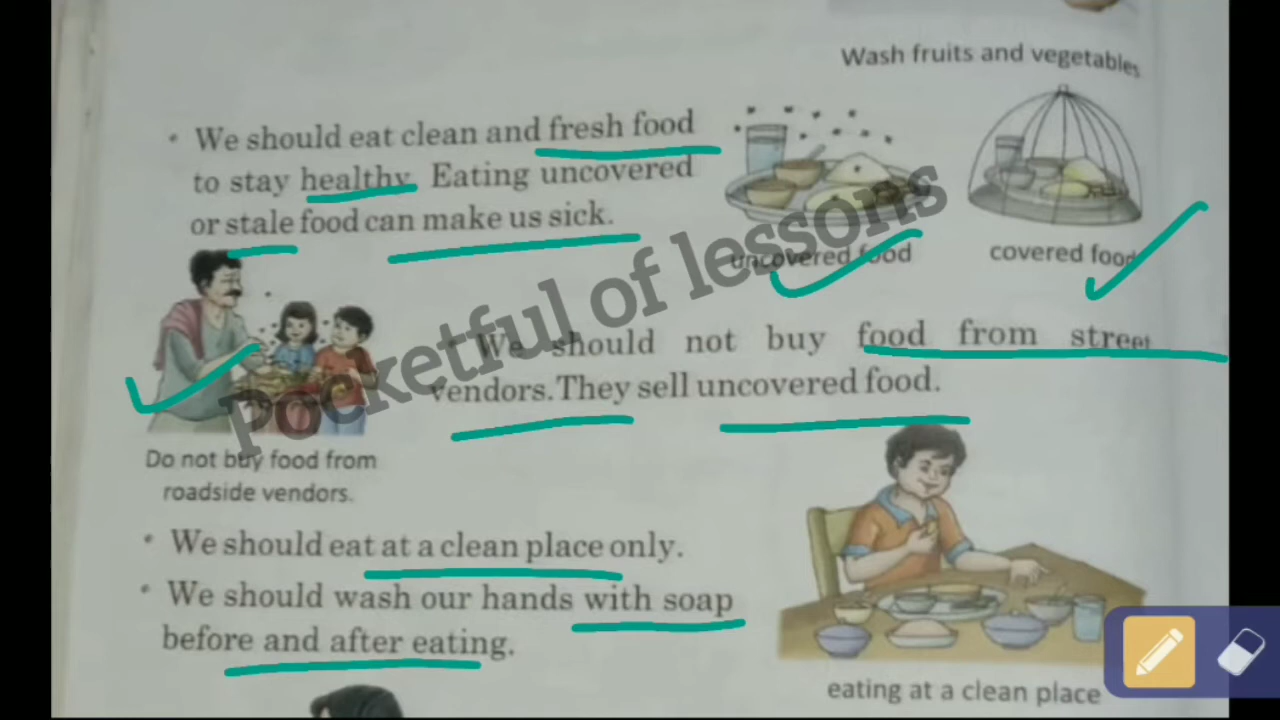 Wash fruits and vegetables
• We should eat clean and fresh food
to stay healthy. Eating uncovered
or stale food can make us sick.
uncovered food
covered food
We should not buy food from street
vendors. They sell uncovered food.
Do not buy food from
roadside vendors.
• We should eat at a clean place only.
• We should wash our hands with soap
before and after eating.
eating at a clean place
Pocketful of lessons